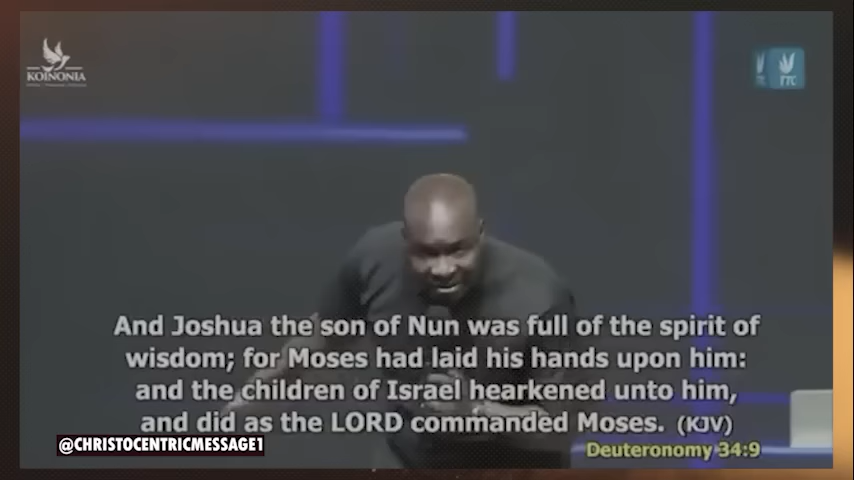 KOINONIA
TTC
And Joshua the son of Nun was full of the spirit of
wisdom; for Moses had laid his hands upon him:
and the children of Israel hearkened unto him,
and did as the LORD commanded Moses. (KJV)
Deuteronomy 34:9
@CHRISTOCENTRICMESSAGE1